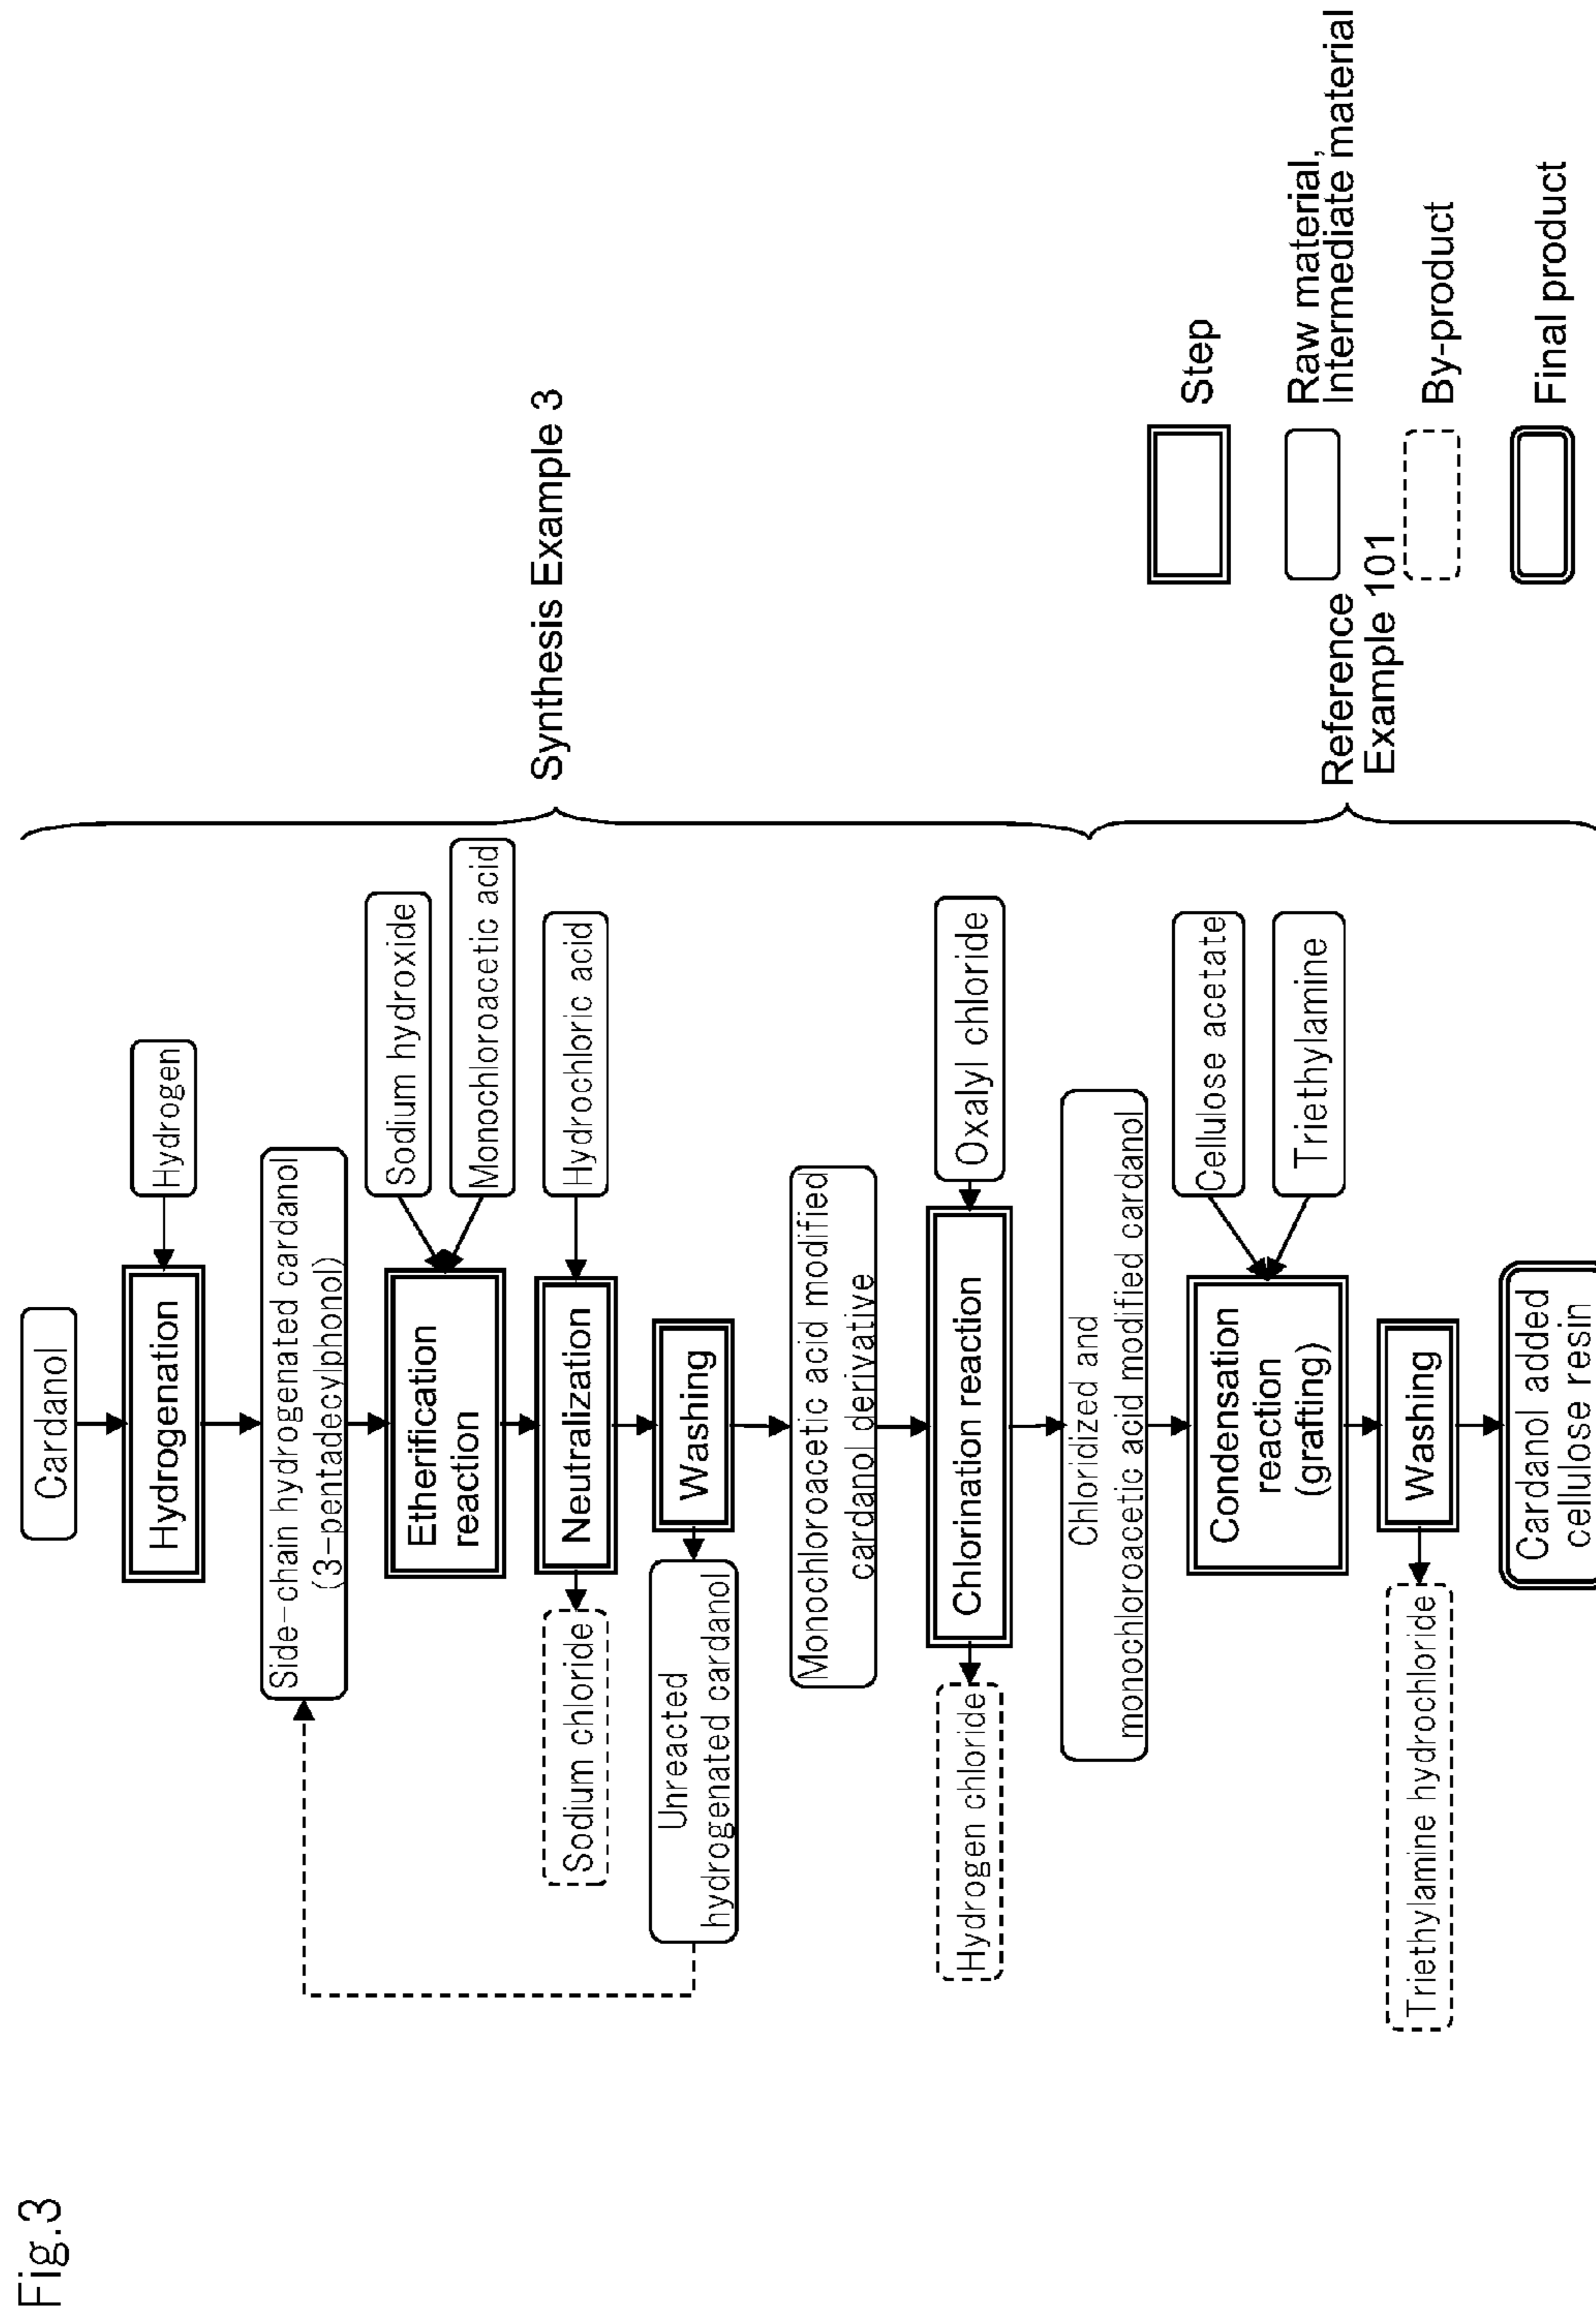 Fig.3
Cardanol
Hydrogen
Hydrogenation
Side-chain hydrogenated cardanol
(3-pentadecylphonol)
Sodium hydroxide
Monochloroacetic acid
Etherification
reaction
Hydrochloric acid
Neutralization
Sodium chloride
Washing
Unreacted
hydrogenated cardanol
Monochloroacetic acid modified
cardanol derivative
Oxalyl chloride
Chlorination reaction
Hydrogen chloride
Chloridized and
monochloroacetic acid modified cardanol
Cellulose acetate
Triethylamine
Condensation
reaction
(grafting)
Washing
Triethylamine hydrochloride
Cardanol added
cellulose resin
Synthesis Example 3
Reference
Example 101
Step
Raw material,
Intermediate material
By-product
Final product